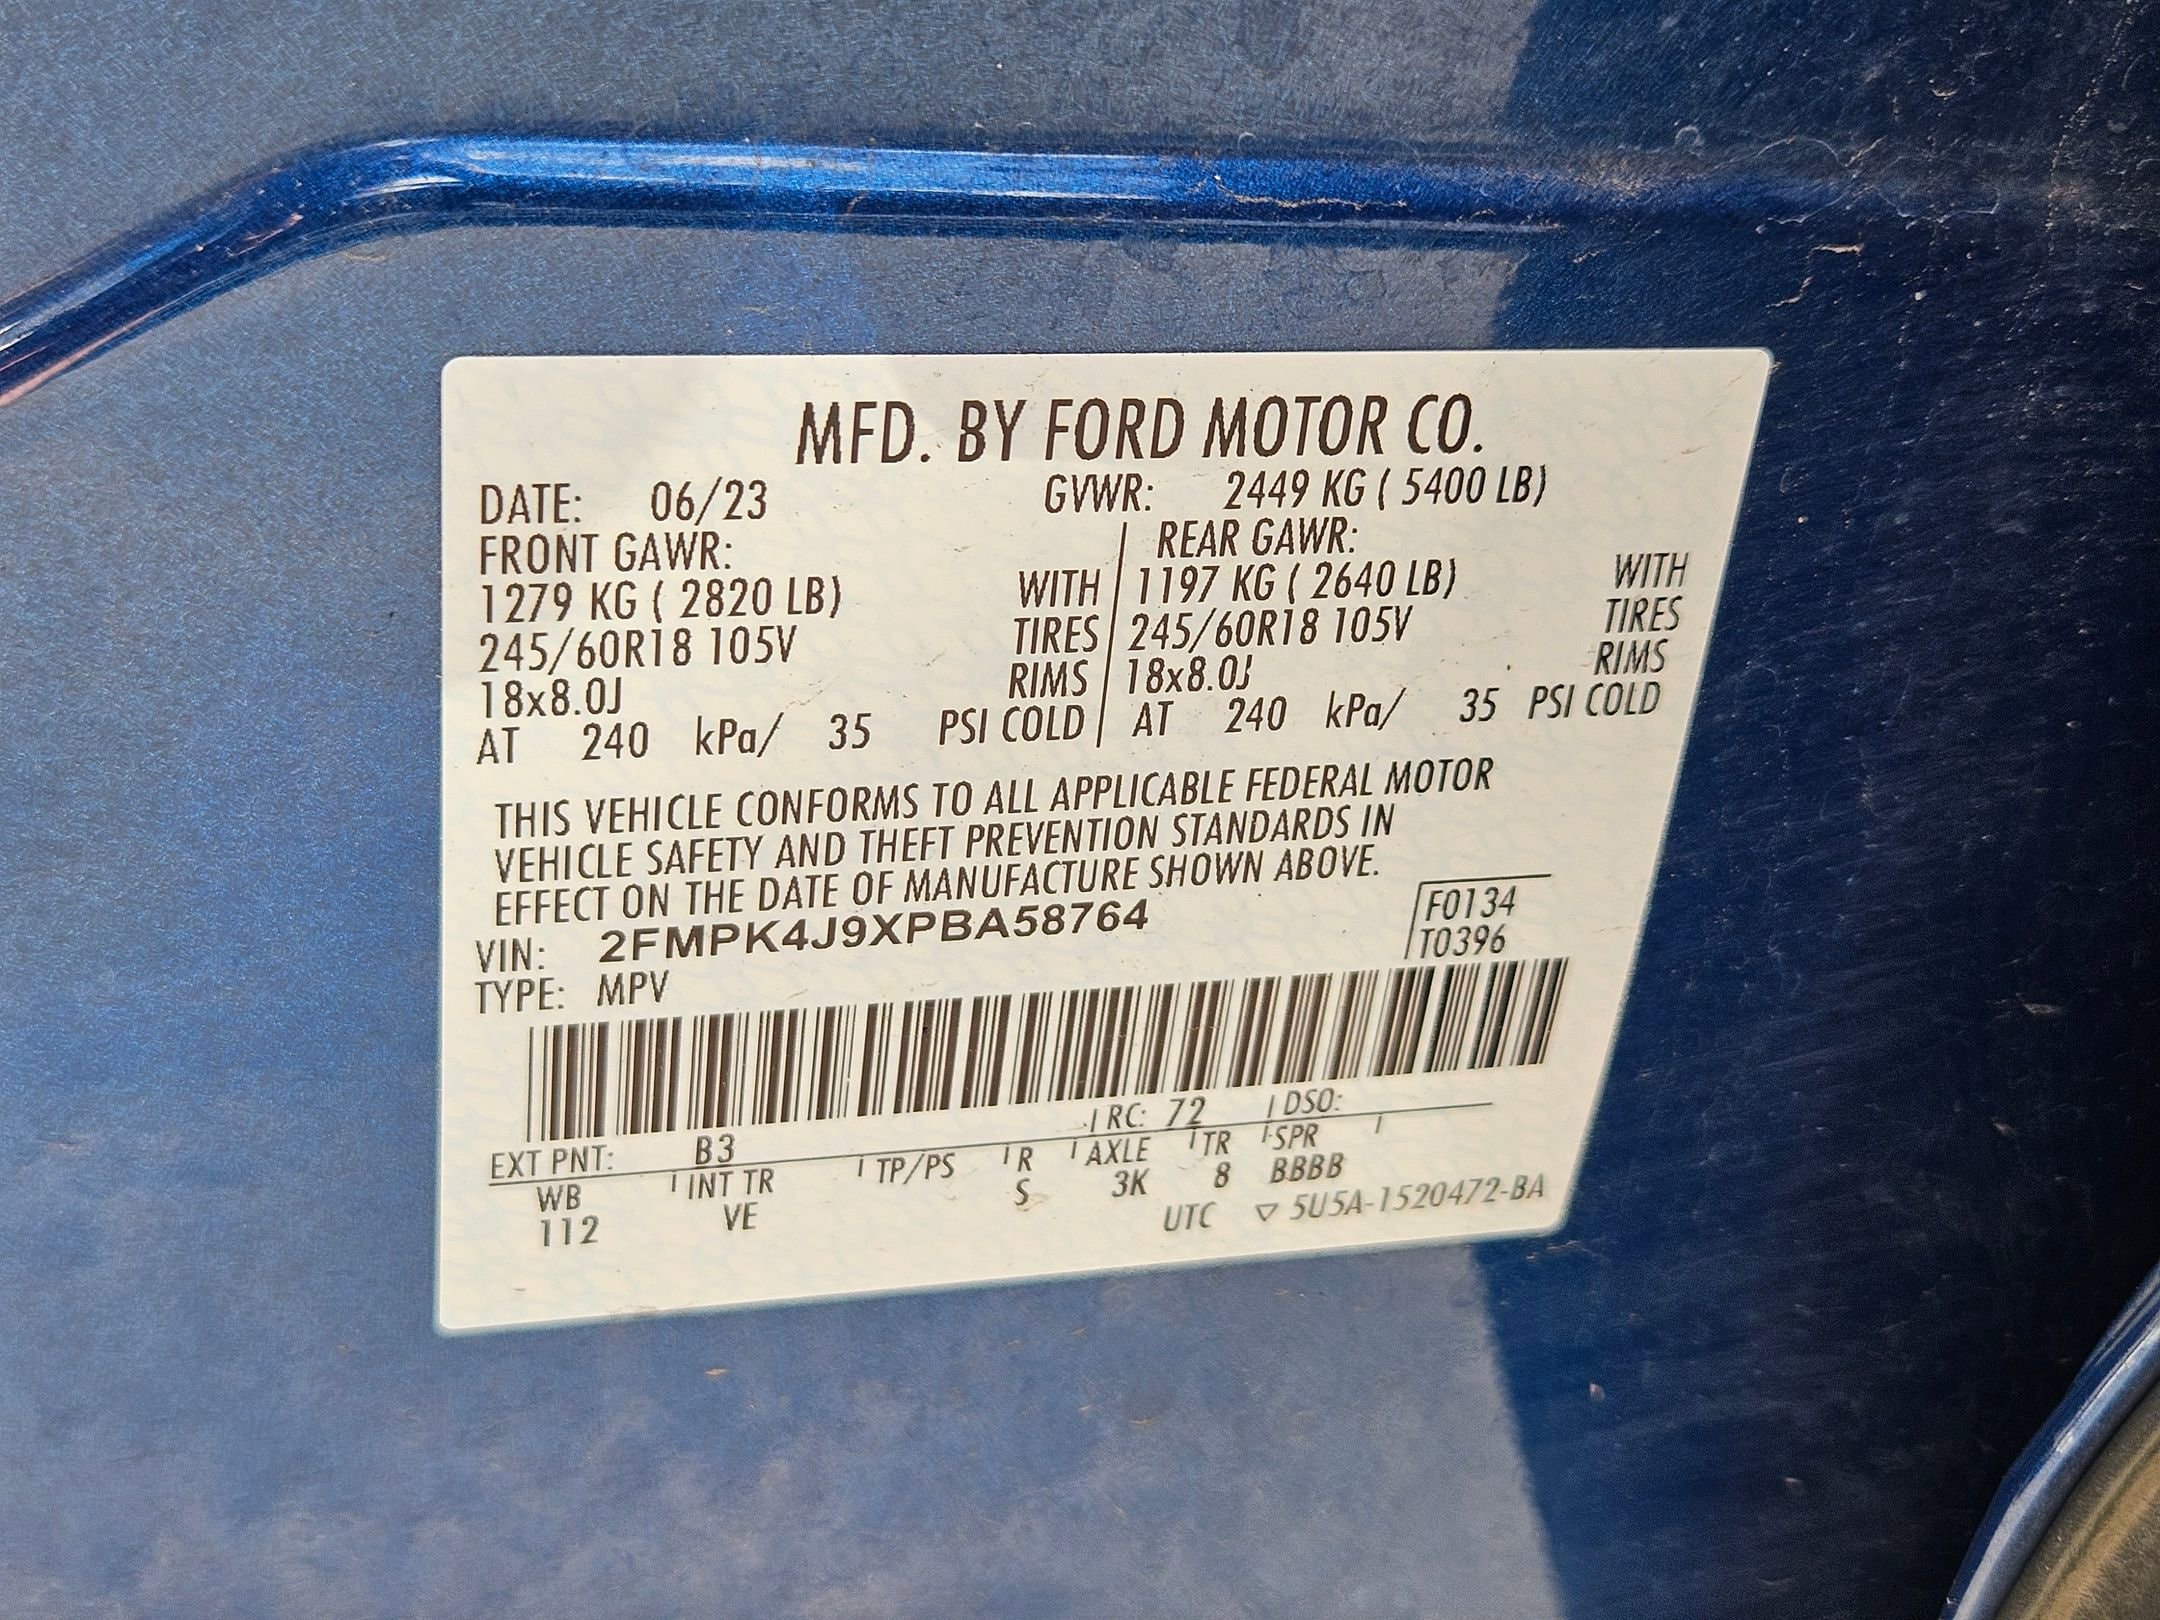 MFD. BY FORD MOTOR CO.
DATE: 06/23 GVWR: 2449 KG ( 5400 LB)
FRONT GAWR: REAR GAWR:
1279 KG ( 2820 LB) WITH 1197 KG ( 2640 LB) WITH
245/60R18 105V TIRES 245/60R18 105V TIRES
18x8.0J RIMS 18x8.0J RIMS
AT 240 kPa/ 35 PSI COLD AT 240 kPa/ 35 PSI COLD
THIS VEHICLE CONFORMS TO ALL APPLICABLE FEDERAL MOTOR
VEHICLE SAFETY AND THEFT PREVENTION STANDARDS IN
EFFECT ON THE DATE OF MANUFACTURE SHOWN ABOVE.
VIN: 2FMPK4J9XPBA58764 F0134
TYPE: MPV T0396
EXT PNT: B3 RC: 72 DSO:
WB INT TR TP/PS R AXLE TR SPR
112 VE S 3K 8 BBBB
UTC ▽ 5U5A-1520472-BA